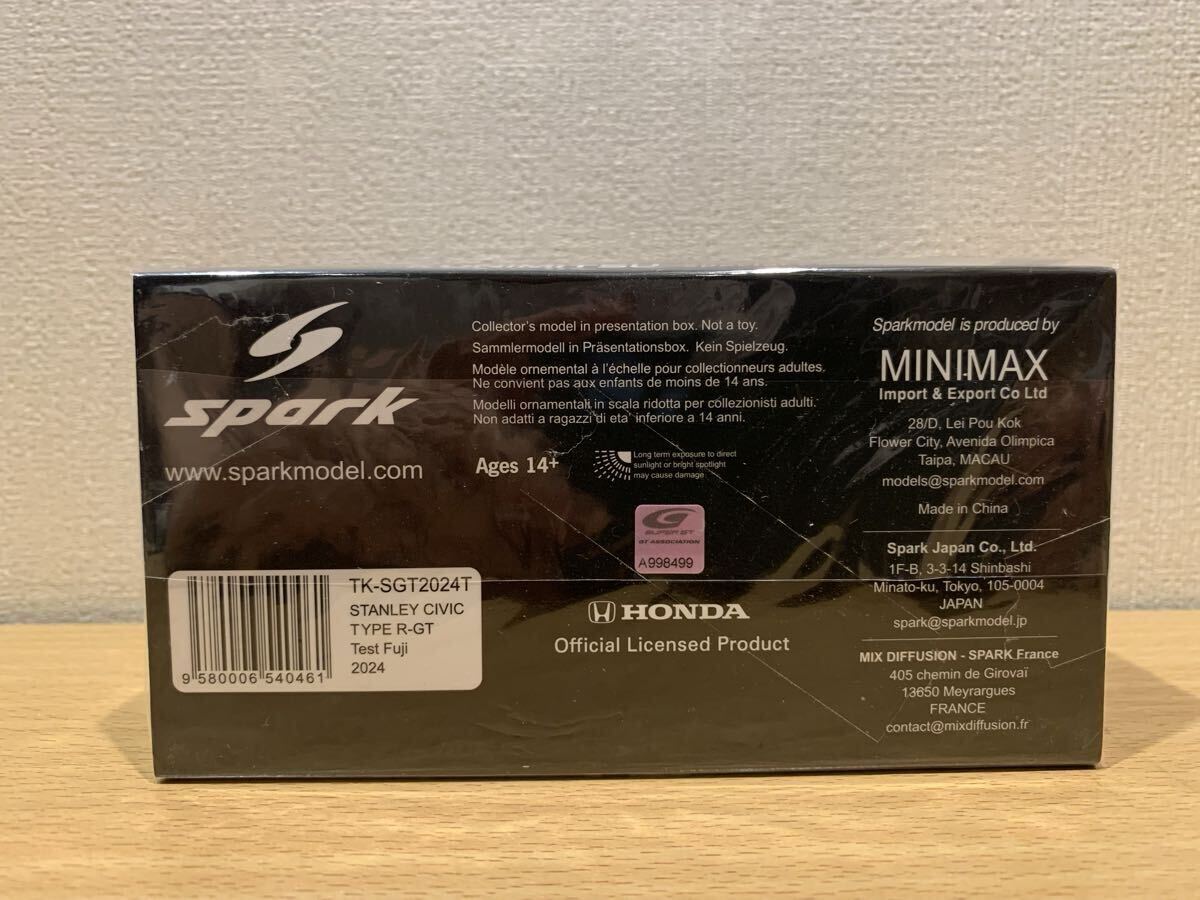 spark
www.sparkmodel.com
Collector's model in presentation box. Not a toy.
Sammlermodell in Präsentationsbox. Kein Spielzeug.
Modèle ornemental à l'échelle pour collectionneurs adultes.
Ne convient pas aux enfants de moins de 14 ans.
Modelli ornamentali in scala ridotta per collezionisti adulti.
Non adatti a ragazzi di eta' inferiore a 14 anni.
Ages 14+
Long term exposure to direct
sunlight or bright spotlight
may cause damage
SUPER GT
GT ASSOCIATION
A998499
HONDA
Official Licensed Product
TK-SGT2024T
STANLEY CIVIC
TYPE R-GT
Test Fuji
2024
9 580006 540461
Sparkmodel is produced by
MINIMAX
Import & Export Co Ltd
28/D, Lei Pou Kok
Flower City, Avenida Olimpica
Taipa, MACAU
models@sparkmodel.com
Made in China
Spark Japan Co., Ltd.
1F-B, 3-3-14 Shinbashi
Minato-ku, Tokyo, 105-0004
JAPAN
spark@sparkmodel.jp
MIX DIFFUSION - SPARK France
405 chemin de Girovaï
13650 Meyrargues
FRANCE
contact@mixdiffusion.fr